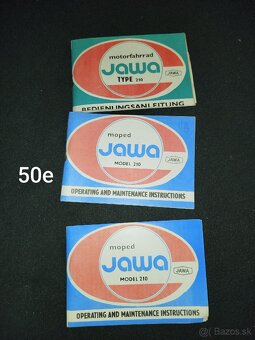 motorfahrrad
Jawa
TYPE 210
JAWA
BEDIENUNGSANLEITUNG
moped
Jawa
MODEL 210
JAWA
OPERATING AND MAINTENANCE INSTRUCTIONS
50e
moped
Jawa
MODEL 210
JAWA
OPERATING AND MAINTENANCE INSTRUCTIONS
Bazos.sk